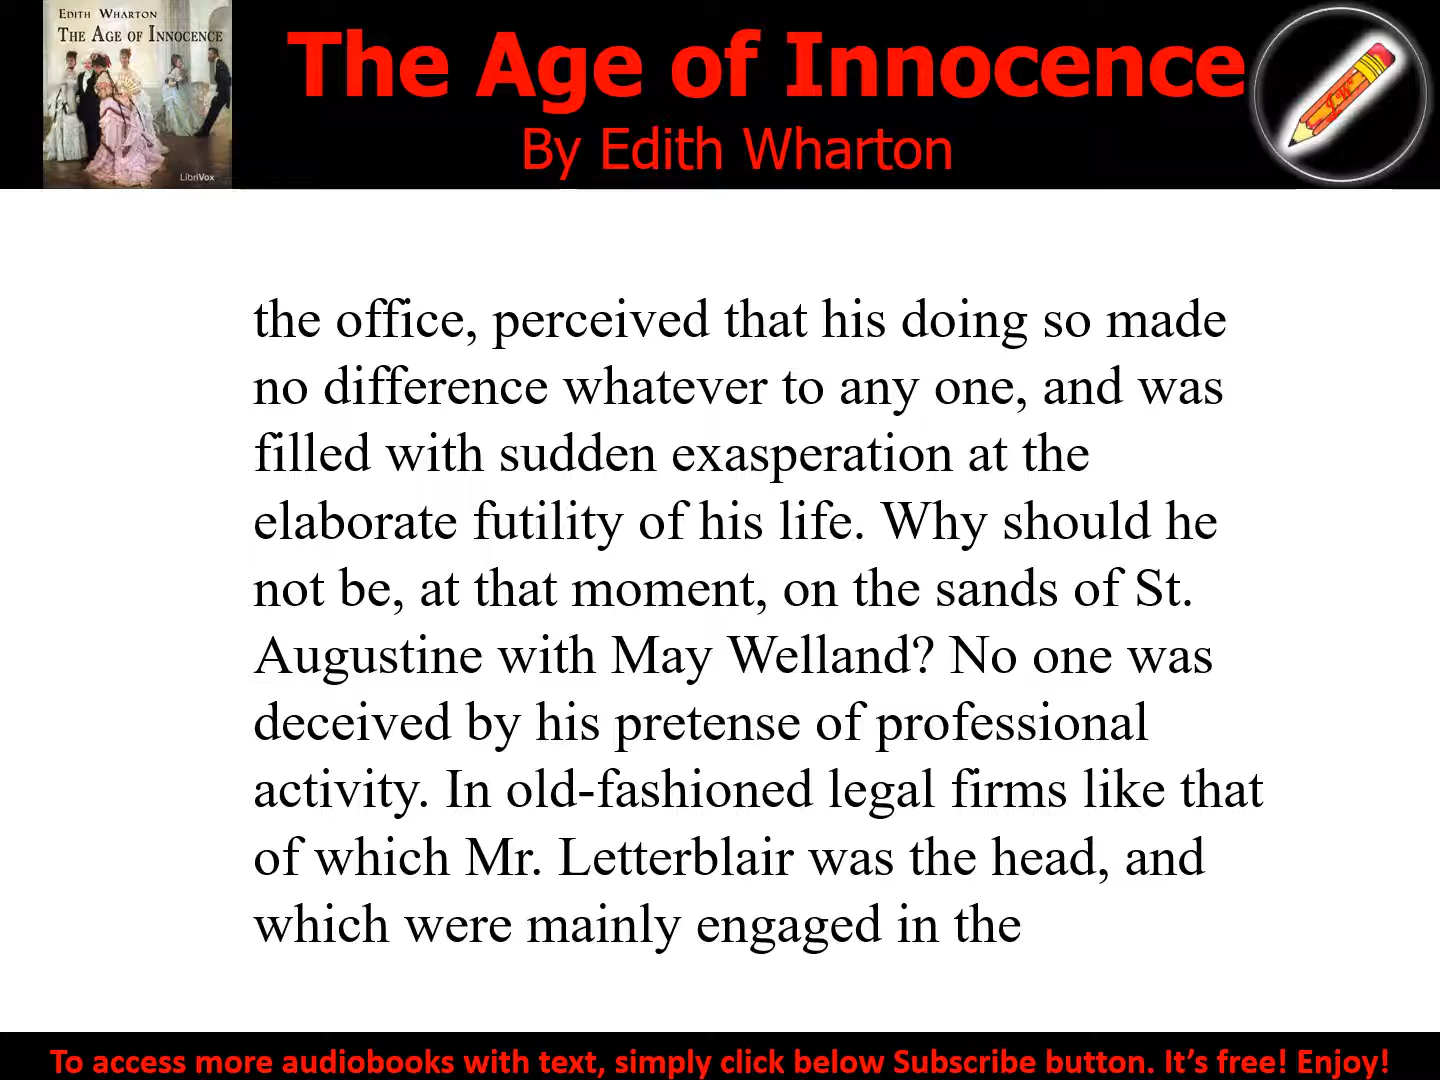 EDITH WHARTON
THE AGE OF INNOCENCE
LibriVox
The Age of Innocence
By Edith Wharton
the office, perceived that his doing so made
no difference whatever to any one, and was
filled with sudden exasperation at the
elaborate futility of his life. Why should he
not be, at that moment, on the sands of St.
Augustine with May Welland? No one was
deceived by his pretense of professional
activity. In old-fashioned legal firms like that
of which Mr. Letterblair was the head, and
which were mainly engaged in the
To access more audiobooks with text, simply click below Subscribe button. It’s free! Enjoy!